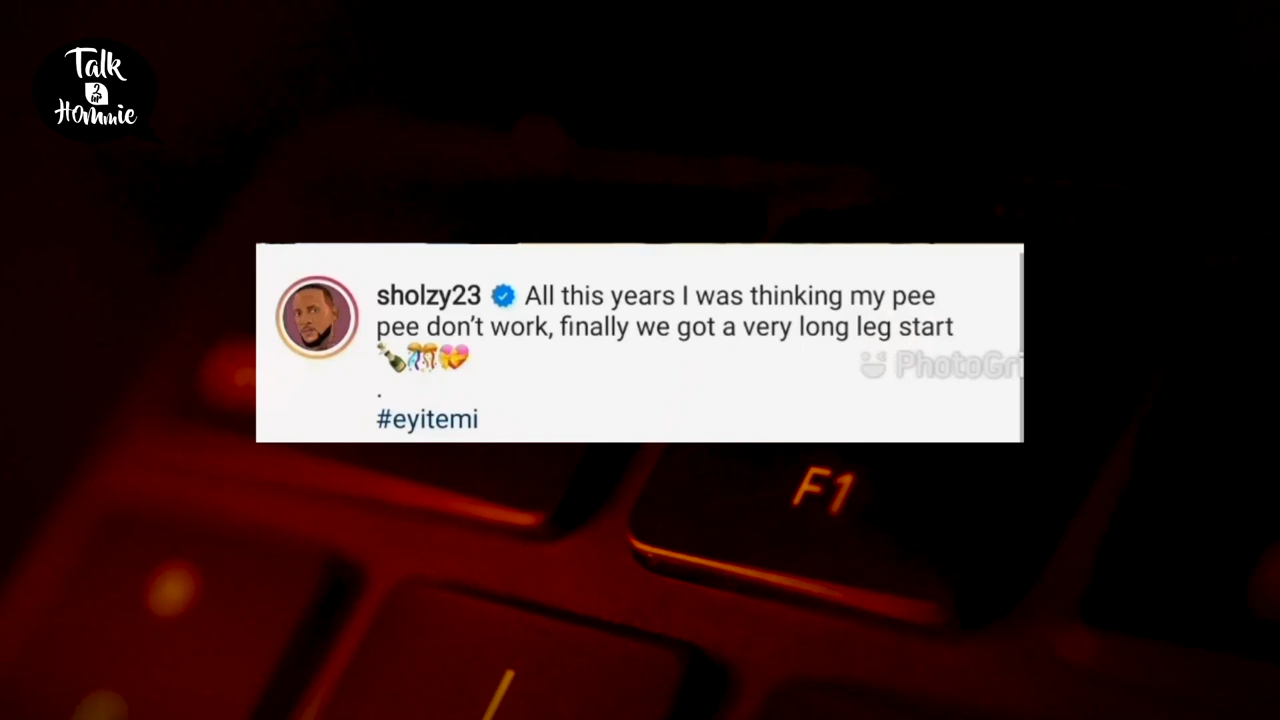 Talk
2
Hommie
sholzy23 All this years I was thinking my pee
pee don't work, finally we got a very long leg start
🍾🎊💝
.
#eyitemi
PhotoGri
F1